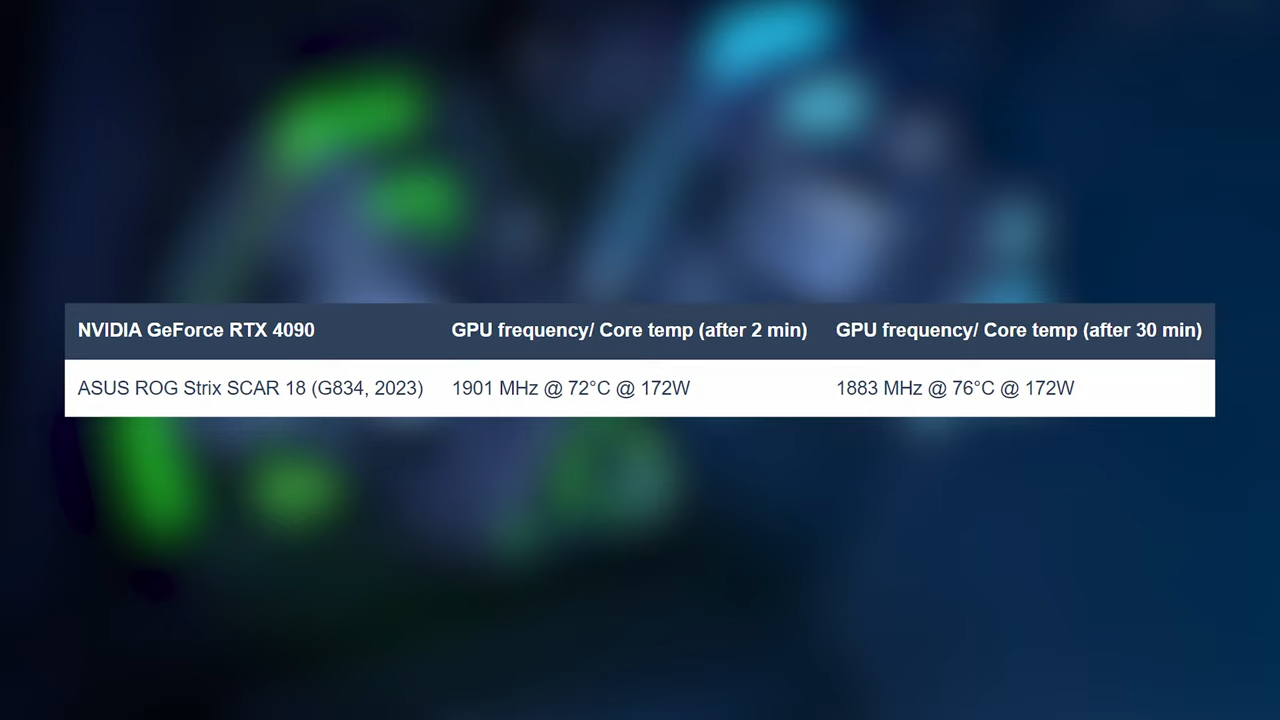 NVIDIA GeForce RTX 4090 GPU frequency/ Core temp (after 2 min) GPU frequency/ Core temp (after 30 min)
ASUS ROG Strix SCAR 18 (G834, 2023) 1901 MHz @ 72°C @ 172W 1883 MHz @ 76°C @ 172W